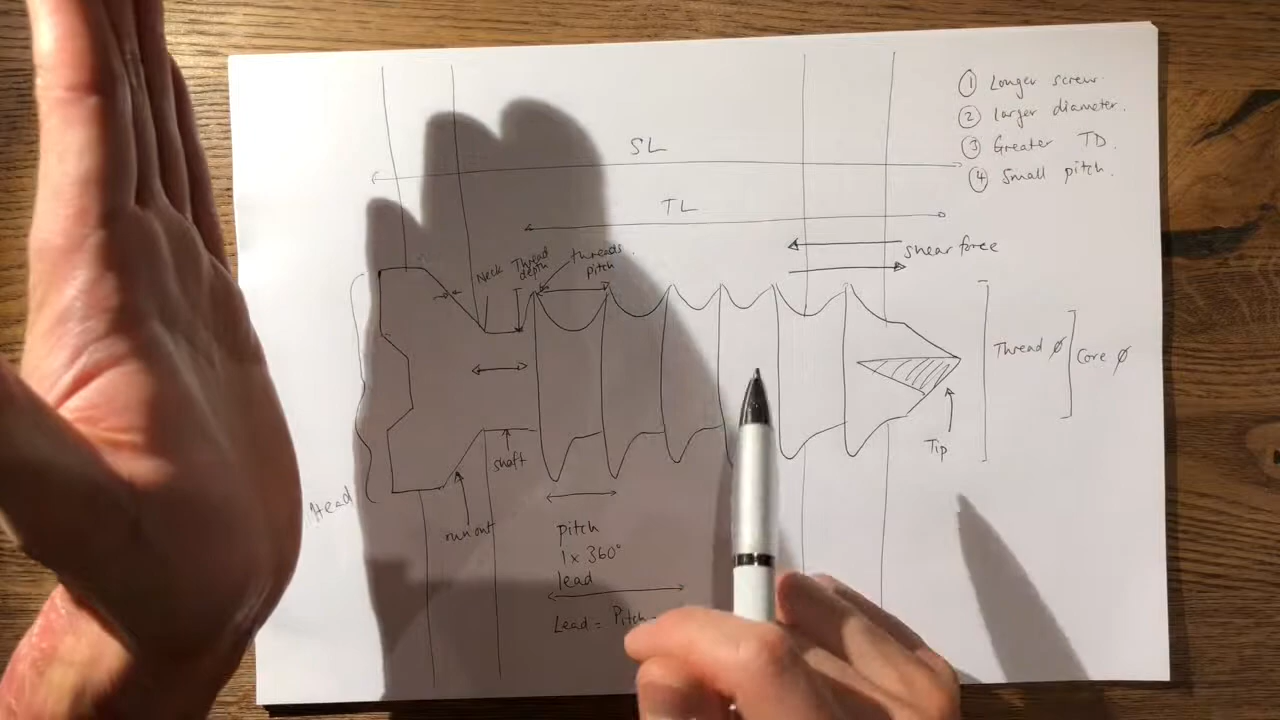 ① Longer screw.
② Larger diameter.
③ Greater TD.
④ Small pitch.
SL
TL
shear force
Neck
Thread depth
threads pitch
Thread ø
Core ø
Tip
shaft
Head
run out
pitch
1 x 360°
lead
Lead = Pitch